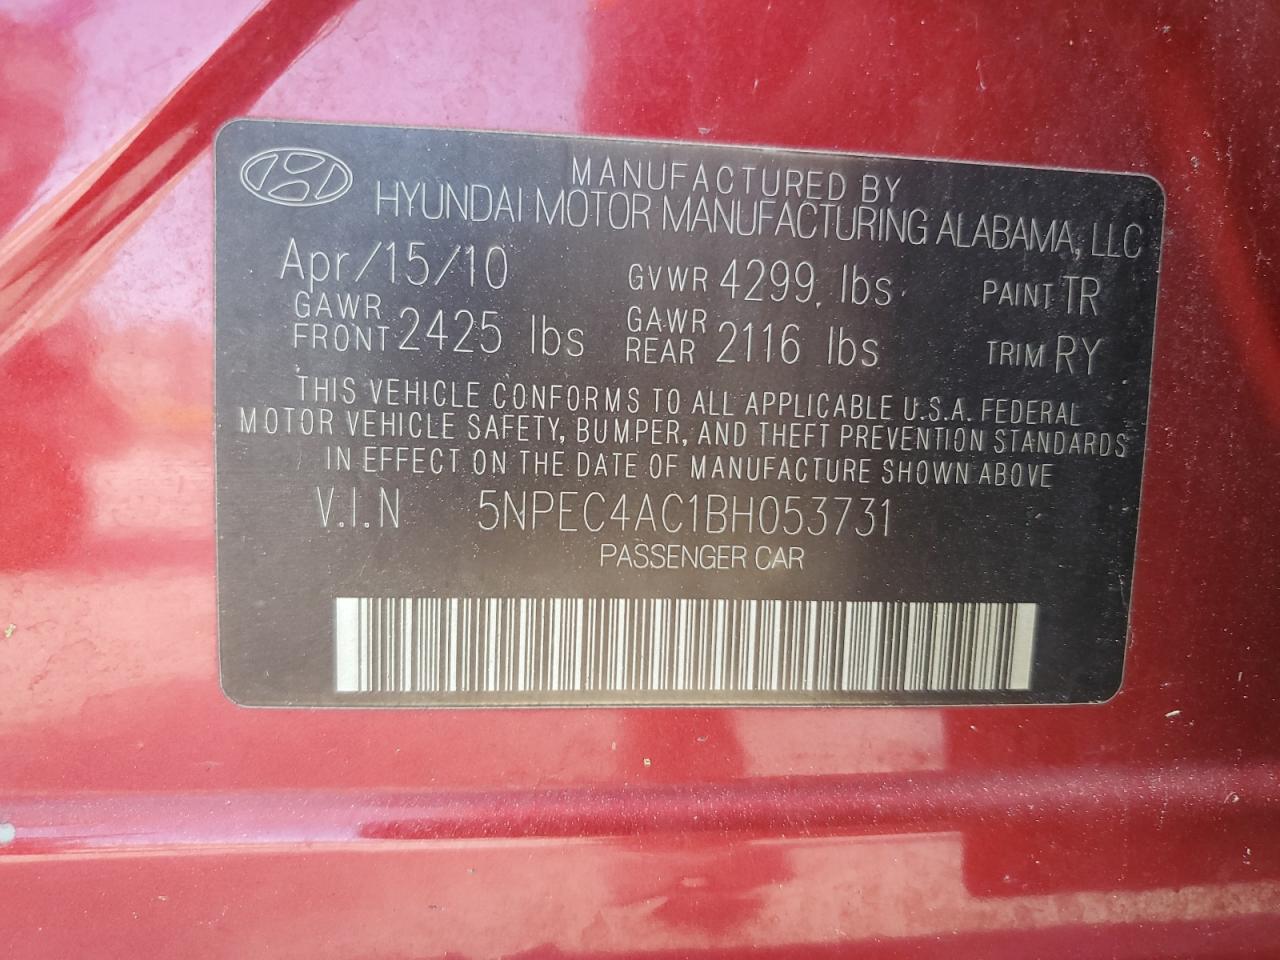 MANUFACTURED BY
HYUNDAI MOTOR MANUFACTURING ALABAMA, LLC
Apr/15/10 GVWR 4299, lbs PAINT TR
GAWR FRONT 2425 lbs GAWR REAR 2116 lbs TRIM RY
THIS VEHICLE CONFORMS TO ALL APPLICABLE U.S.A. FEDERAL
MOTOR VEHICLE SAFETY, BUMPER, AND THEFT PREVENTION STANDARDS
IN EFFECT ON THE DATE OF MANUFACTURE SHOWN ABOVE
V.I.N 5NPEC4AC1BH053731
PASSENGER CAR